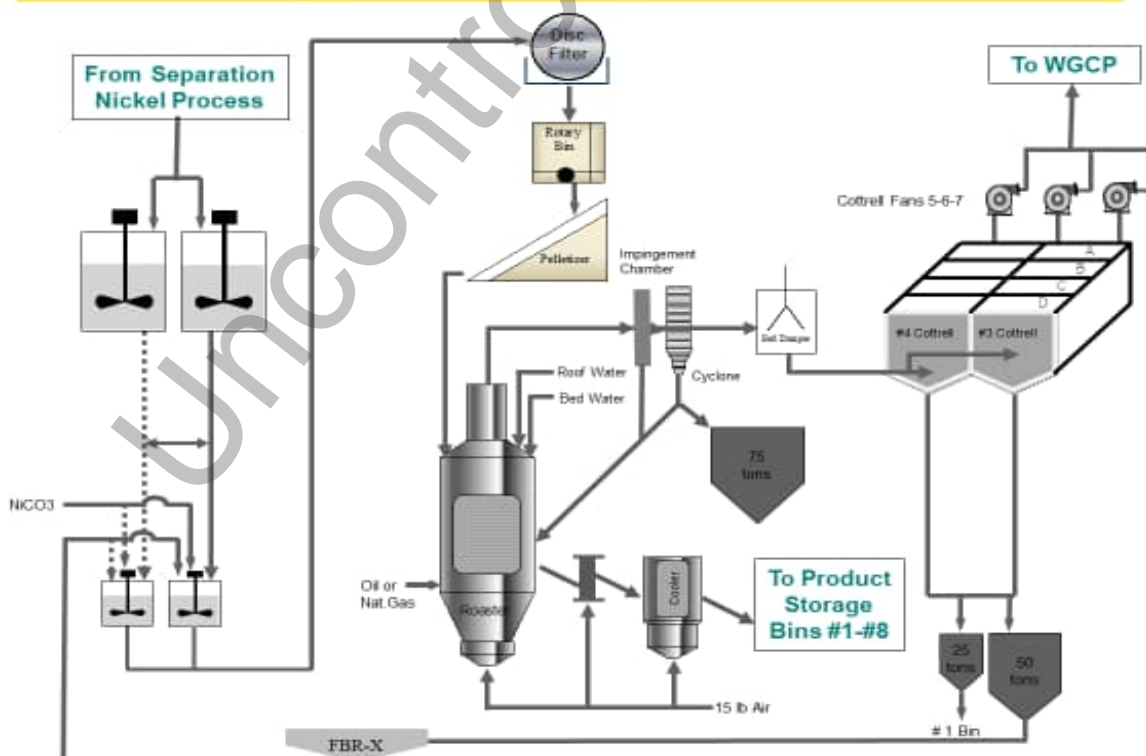 Disc
Filter
From Separation
Nickel Process
To WGCP
Rotary
Bin
Cottrell Fans 5-6-7
Pelletizer
Impingement
Chamber
A
B
C
D
#4 Cottrell
#3 Cottrell
Cyclone
Roof Water
Bed Water
75
tons
NiCO3
Oil or
Nat.Gas
Roaster
Cooler
To Product
Storage
Bins #1-#8
25
tons
50
tons
15 lb Air
# 1 Bin
FBR-X
Uncontro